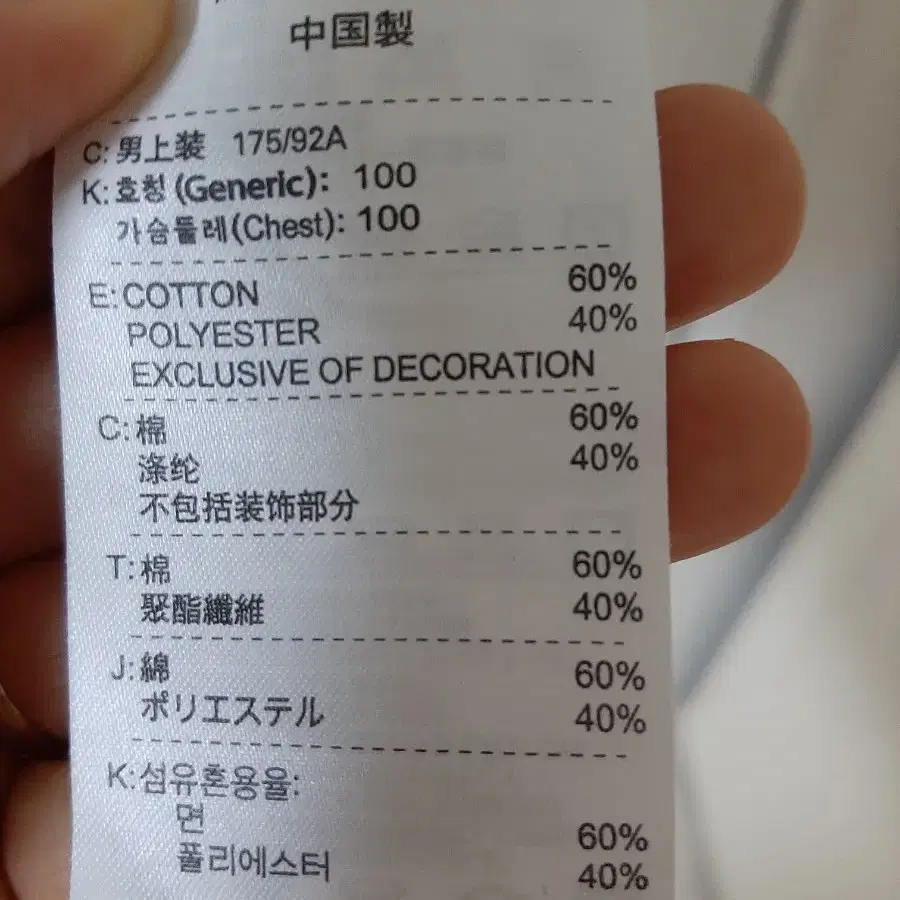 中国製
C: 男上装 175/92A
K: 호칭 (Generic): 100
가슴둘레(Chest): 100
E: COTTON 60%
POLYESTER 40%
EXCLUSIVE OF DECORATION
C: 棉 60%
涤纶 40%
不包括装饰部分
T: 棉 60%
聚酯纖維 40%
J: 綿 60%
ポリエステル 40%
K: 섬유혼용율:
면 60%
폴리에스터 40%